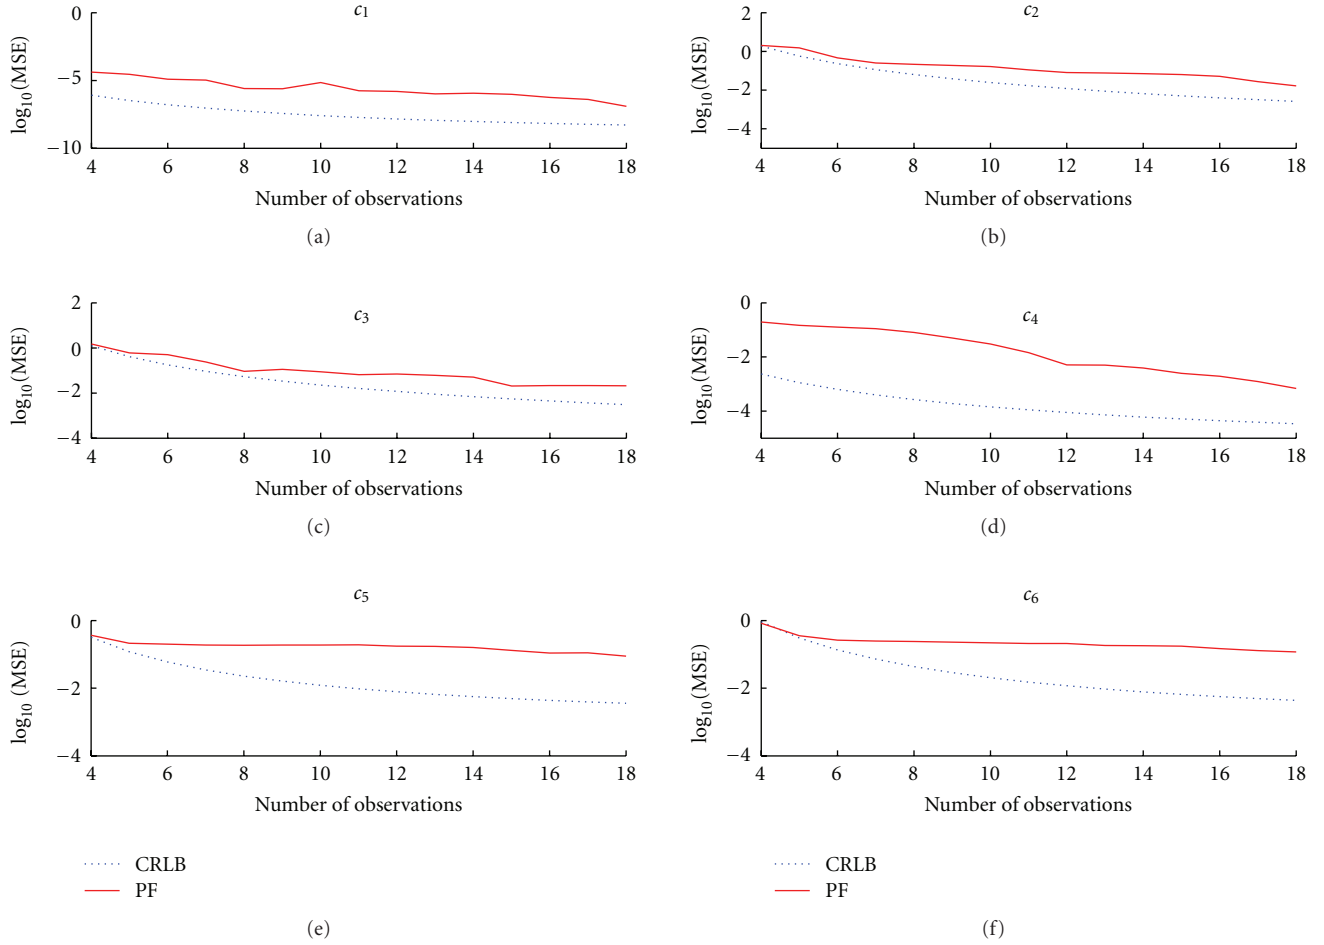 c1
0
−5
−10
log10(MSE)
4 6 8 10 12 14 16 18
Number of observations
(a)
c2
2
0
−2
−4
log10(MSE)
4 6 8 10 12 14 16 18
Number of observations
(b)
c3
2
0
−2
−4
log10(MSE)
4 6 8 10 12 14 16 18
Number of observations
(c)
c4
0
−2
−4
log10(MSE)
4 6 8 10 12 14 16 18
Number of observations
(d)
c5
0
−2
−4
log10 (MSE)
4 6 8 10 12 14 16 18
Number of observations
CRLB
PF
(e)
c6
0
−2
−4
log10(MSE)
4 6 8 10 12 14 16 18
Number of observations
CRLB
PF
(f)